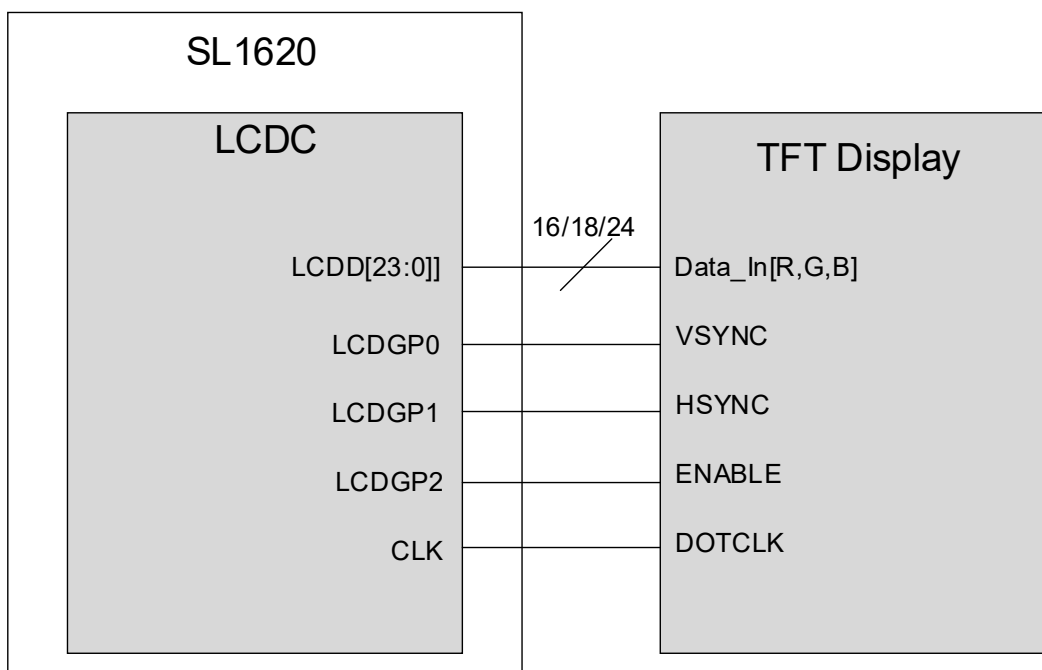 SL1620
LCDC
TFT Display
16/18/24
LCDD[23:0]]
Data_In[R,G,B]
LCDGP0
VSYNC
LCDGP1
HSYNC
LCDGP2
ENABLE
CLK
DOTCLK